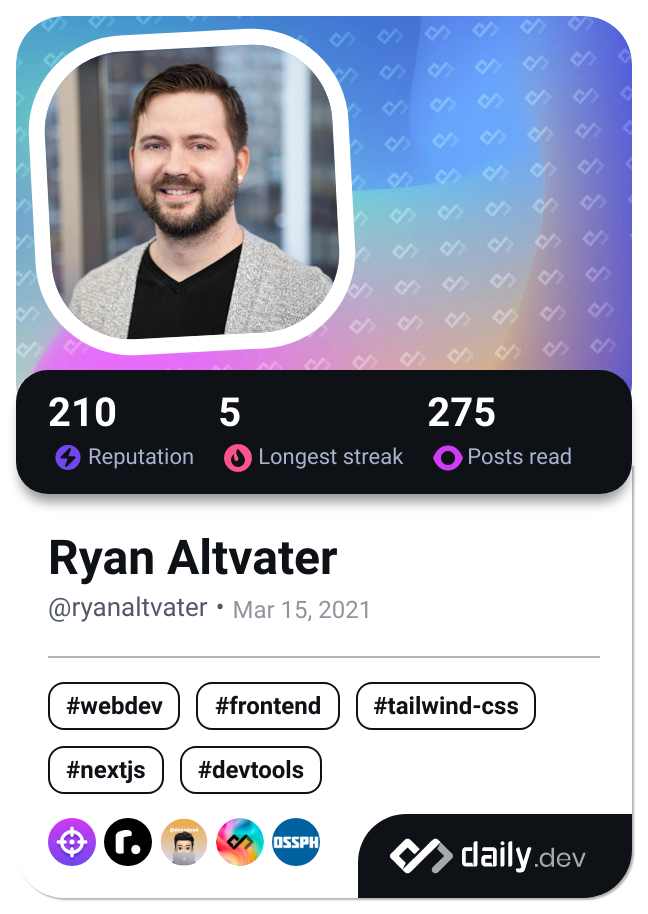 210 5 275
Reputation Longest streak Posts read
Ryan Altvater
@ryanaltvater • Mar 15, 2021
#webdev #frontend #tailwind-css
#nextjs #devtools
r. OSSPH
daily.dev